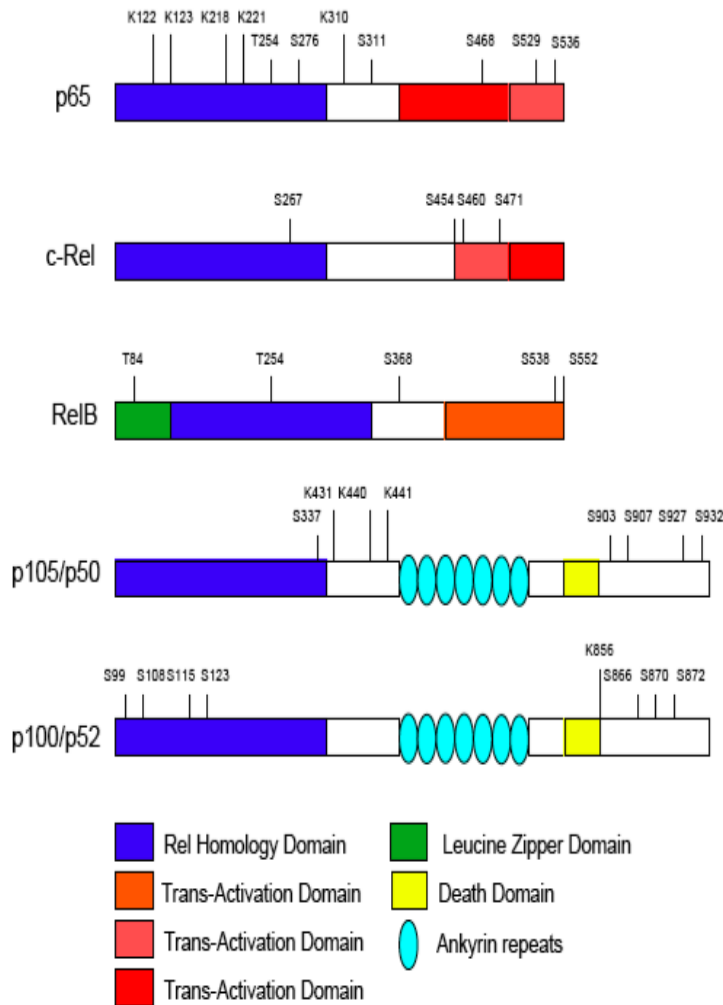 K122 K123 K218 K221 K310
T254 S276 S311 S468 S529 S536
p65
S267 S454 S460 S471
c-Rel
T84 T254 S368 S538 S552
RelB
K431 K440 K441
S337 S903 S907 S927 S932
p105/p50
K856
S99 S108 S115 S123 S866 S870 S872
p100/p52
Rel Homology Domain Leucine Zipper Domain
Trans-Activation Domain Death Domain
Trans-Activation Domain Ankyrin repeats
Trans-Activation Domain